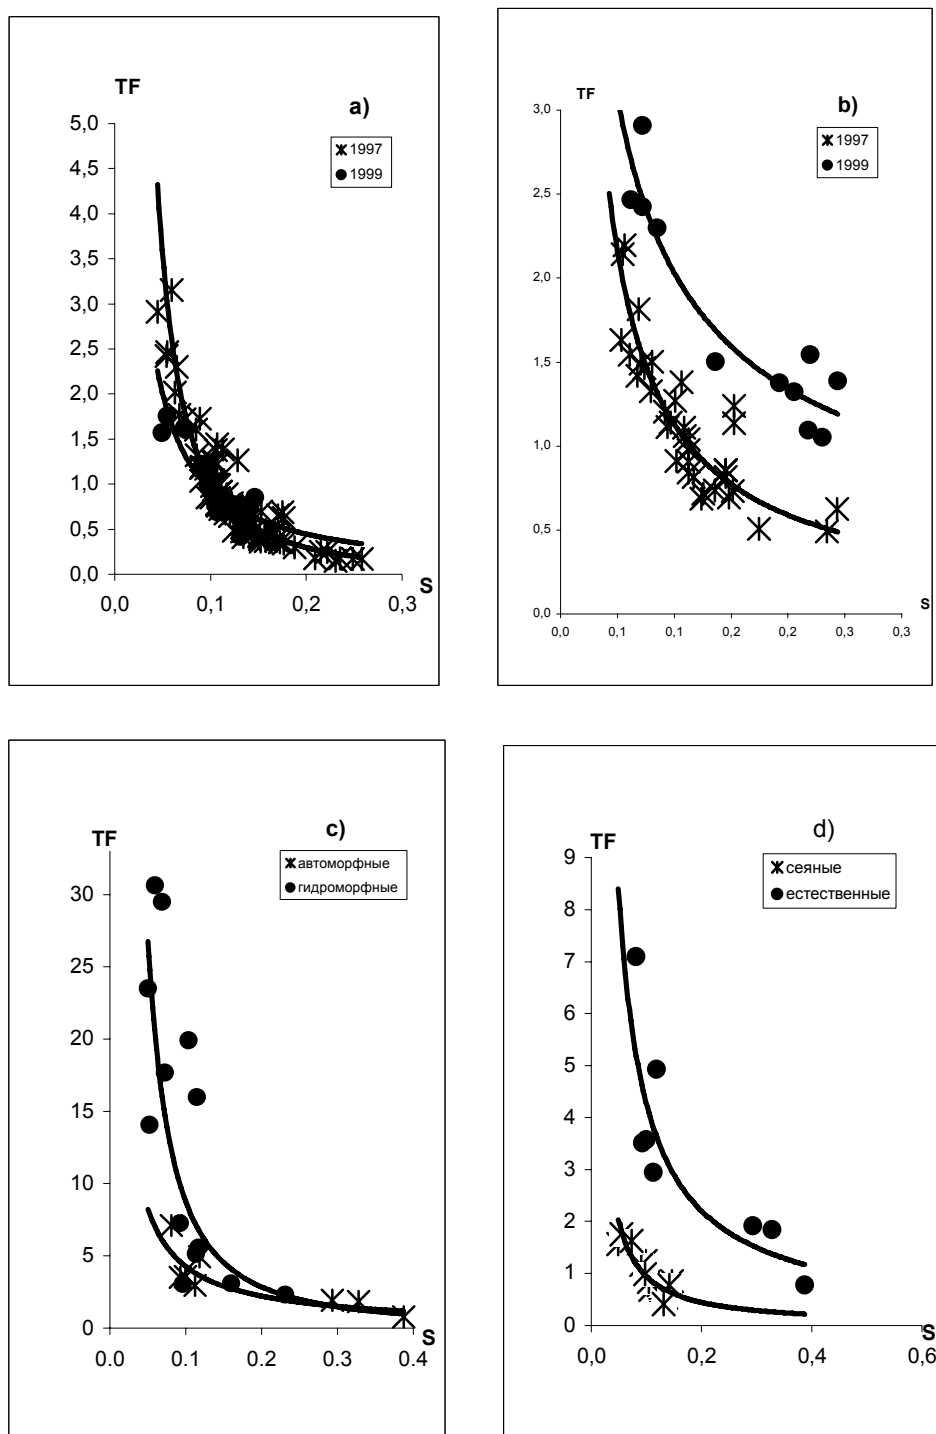 TF
a)
1997
1999
5,0
4,5
4,0
3,5
3,0
2,5
2,0
1,5
1,0
0,5
0,0
0,0 0,1 0,2 0,3
S
TF
b)
1997
1999
3,0
2,5
2,0
1,5
1,0
0,5
0,0
0,0 0,1 0,1 0,2 0,2 0,3 0,3
S
TF
c)
автоморфные
гидроморфные
30
25
20
15
10
5
0
0.0 0.1 0.2 0.3 0.4
S
TF
d)
сеяные
естественные
9
8
7
6
5
4
3
2
1
0
0,0 0,2 0,4 0,6
S